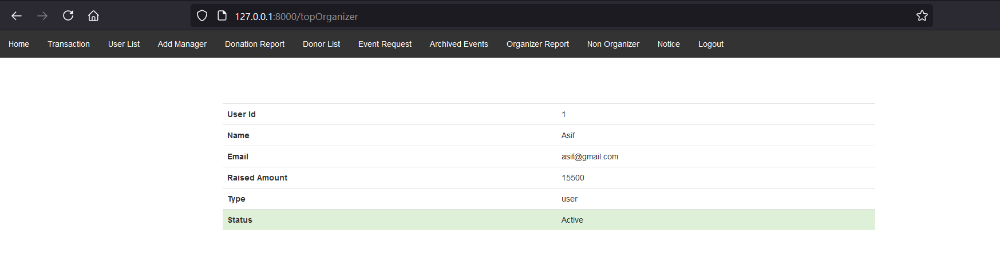 127.0.0.1:8000/topOrganizer
Home Transaction User List Add Manager Donation Report Donor List Event Request Archived Events Organizer Report Non Organizer Notice Logout
User Id 1
Name Asif
Email asif@gmail.com
Raised Amount 15500
Type user
Status Active